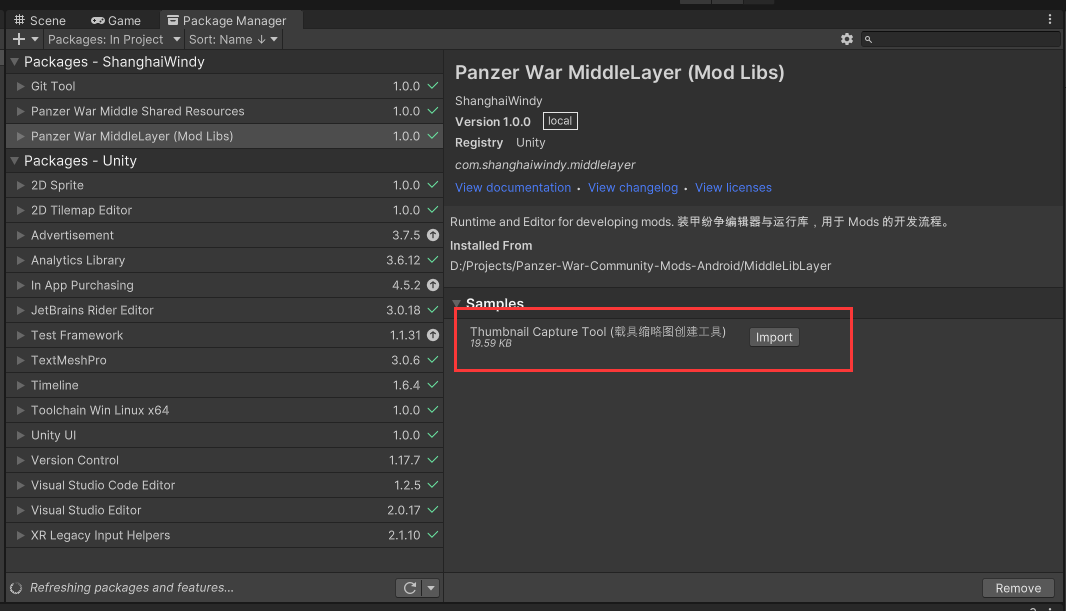 Scene Game Package Manager
Packages: In Project Sort: Name ↓
Packages - ShanghaiWindy
Git Tool 1.0.0
Panzer War Middle Shared Resources 1.0.0
Panzer War MiddleLayer (Mod Libs) 1.0.0
Packages - Unity
2D Sprite 1.0.0
2D Tilemap Editor 1.0.0
Advertisement 3.7.5
Analytics Library 3.6.12
In App Purchasing 4.5.2
JetBrains Rider Editor 3.0.18
Test Framework 1.1.31
TextMeshPro 3.0.6
Timeline 1.6.4
Toolchain Win Linux x64 1.0.0
Unity UI 1.0.0
Version Control 1.17.7
Visual Studio Code Editor 1.2.5
Visual Studio Editor 2.0.17
XR Legacy Input Helpers 2.1.10
Refreshing packages and features...
Panzer War MiddleLayer (Mod Libs)
ShanghaiWindy
Version 1.0.0 local
Registry Unity
com.shanghaiwindy.middlelayer
View documentation • View changelog • View licenses
Runtime and Editor for developing mods. 装甲纷争编辑器与运行库，用于 Mods 的开发流程。
Installed From
D:/Projects/Panzer-War-Community-Mods-Android/MiddleLibLayer
Samples
Thumbnail Capture Tool (载具缩略图创建工具) Import
19.59 KB
Remove